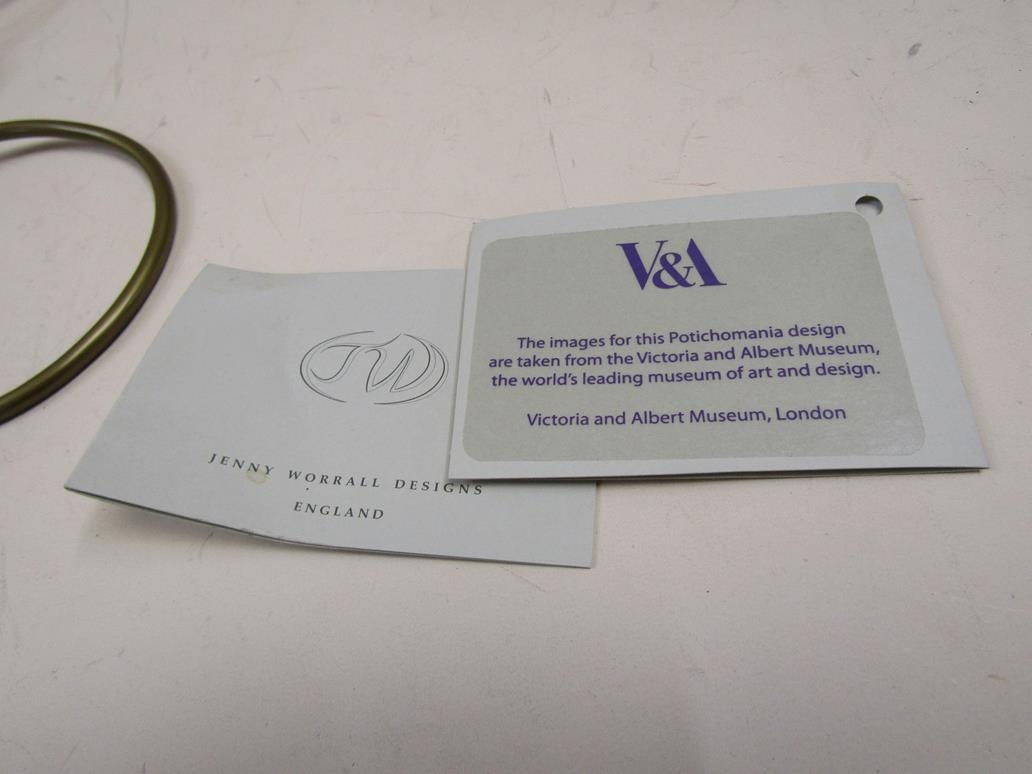 JW
JENNY WORRALL DESIGNS
ENGLAND
V&A
The images for this Potichomania design
are taken from the Victoria and Albert Museum,
the world's leading museum of art and design.
Victoria and Albert Museum, London